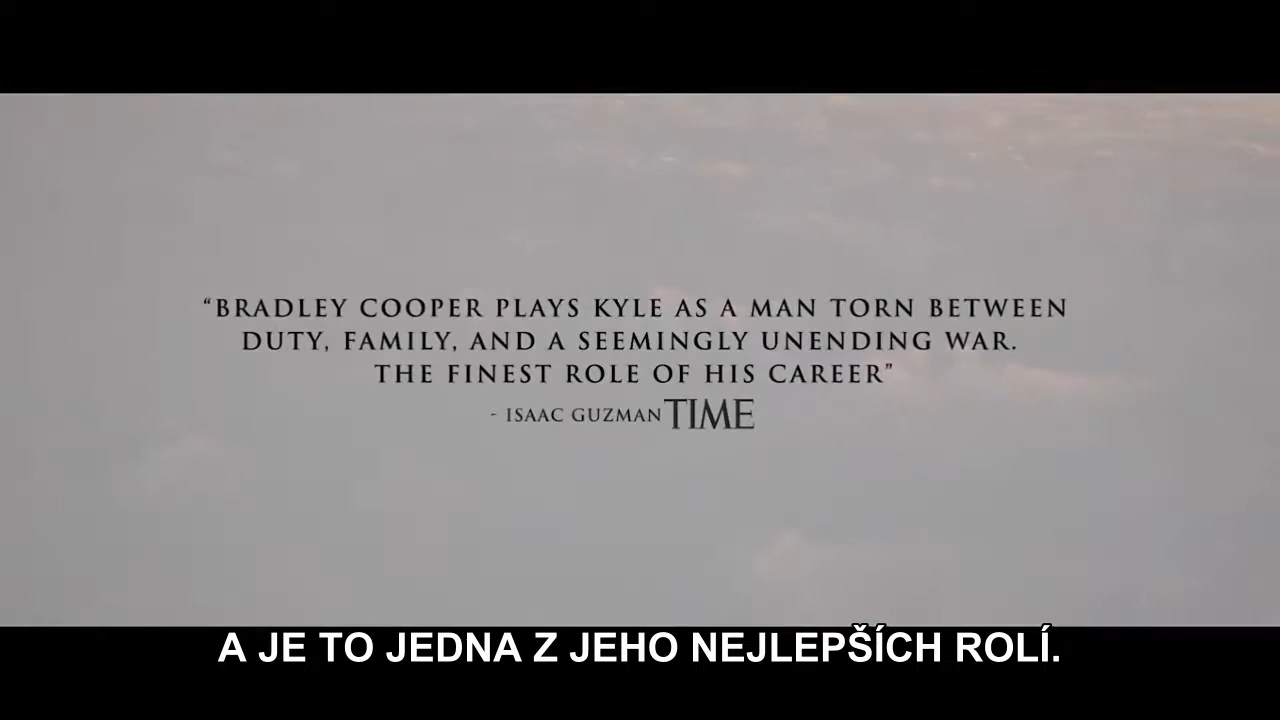 “BRADLEY COOPER PLAYS KYLE AS A MAN TORN BETWEEN
DUTY, FAMILY, AND A SEEMINGLY UNENDING WAR.
THE FINEST ROLE OF HIS CAREER”
- ISAAC GUZMAN TIME
A JE TO JEDNA Z JEHO NEJLEPŠÍCH ROLÍ.